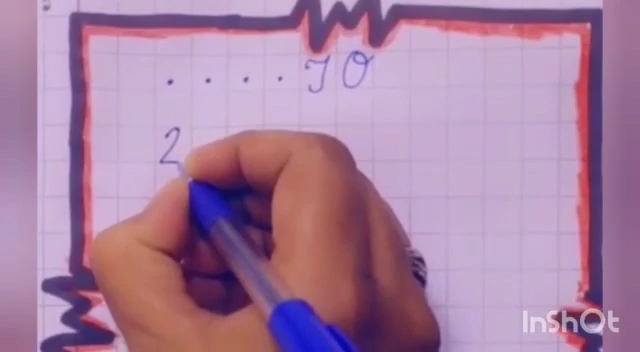 . . . . J O
2
InShOt